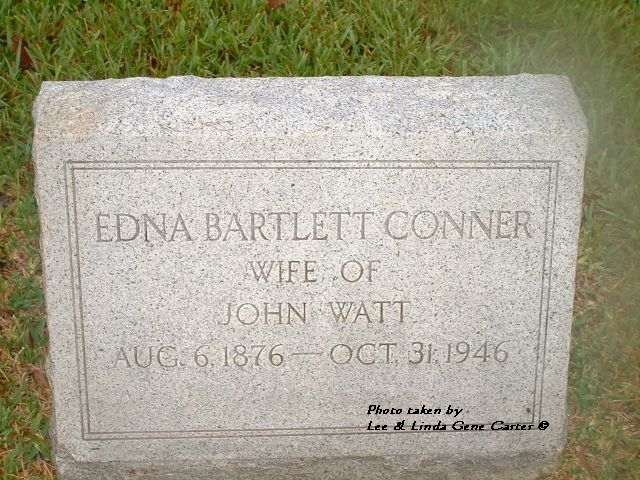 EDNA BARTLETT CONNER
WIFE OF
JOHN WATT
AUG. 6, 1876 — OCT. 31, 1946
Photo taken by
Lee & Linda Gene Carter ©